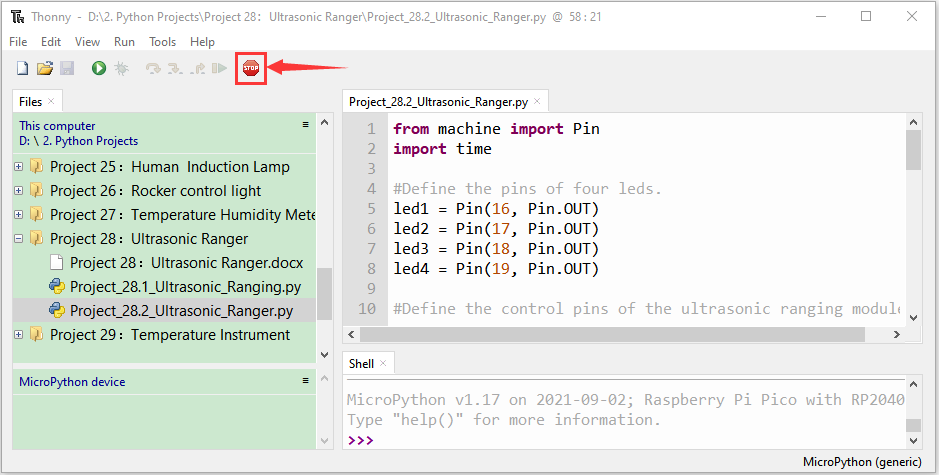 Thonny - D:\2. Python Projects\Project 28：Ultrasonic Ranger\Project_28.2_Ultrasonic_Ranger.py @ 58 : 21
File Edit View Run Tools Help
STOP
Files
This computer
D: \ 2. Python Projects
Project 25：Human Induction Lamp
Project 26：Rocker control light
Project 27：Temperature Humidity Mete
Project 28：Ultrasonic Ranger
Project 28：Ultrasonic Ranger.docx
Project_28.1_Ultrasonic_Ranging.py
Project_28.2_Ultrasonic_Ranger.py
Project 29：Temperature Instrument
MicroPython device
Project_28.2_Ultrasonic_Ranger.py
1 from machine import Pin
2 import time
3
4 #Define the pins of four leds.
5 led1 = Pin(16, Pin.OUT)
6 led2 = Pin(17, Pin.OUT)
7 led3 = Pin(18, Pin.OUT)
8 led4 = Pin(19, Pin.OUT)
9
10 #Define the control pins of the ultrasonic ranging module
Shell
MicroPython v1.17 on 2021-09-02; Raspberry Pi Pico with RP2040
Type "help()" for more information.
>>>
MicroPython (generic)